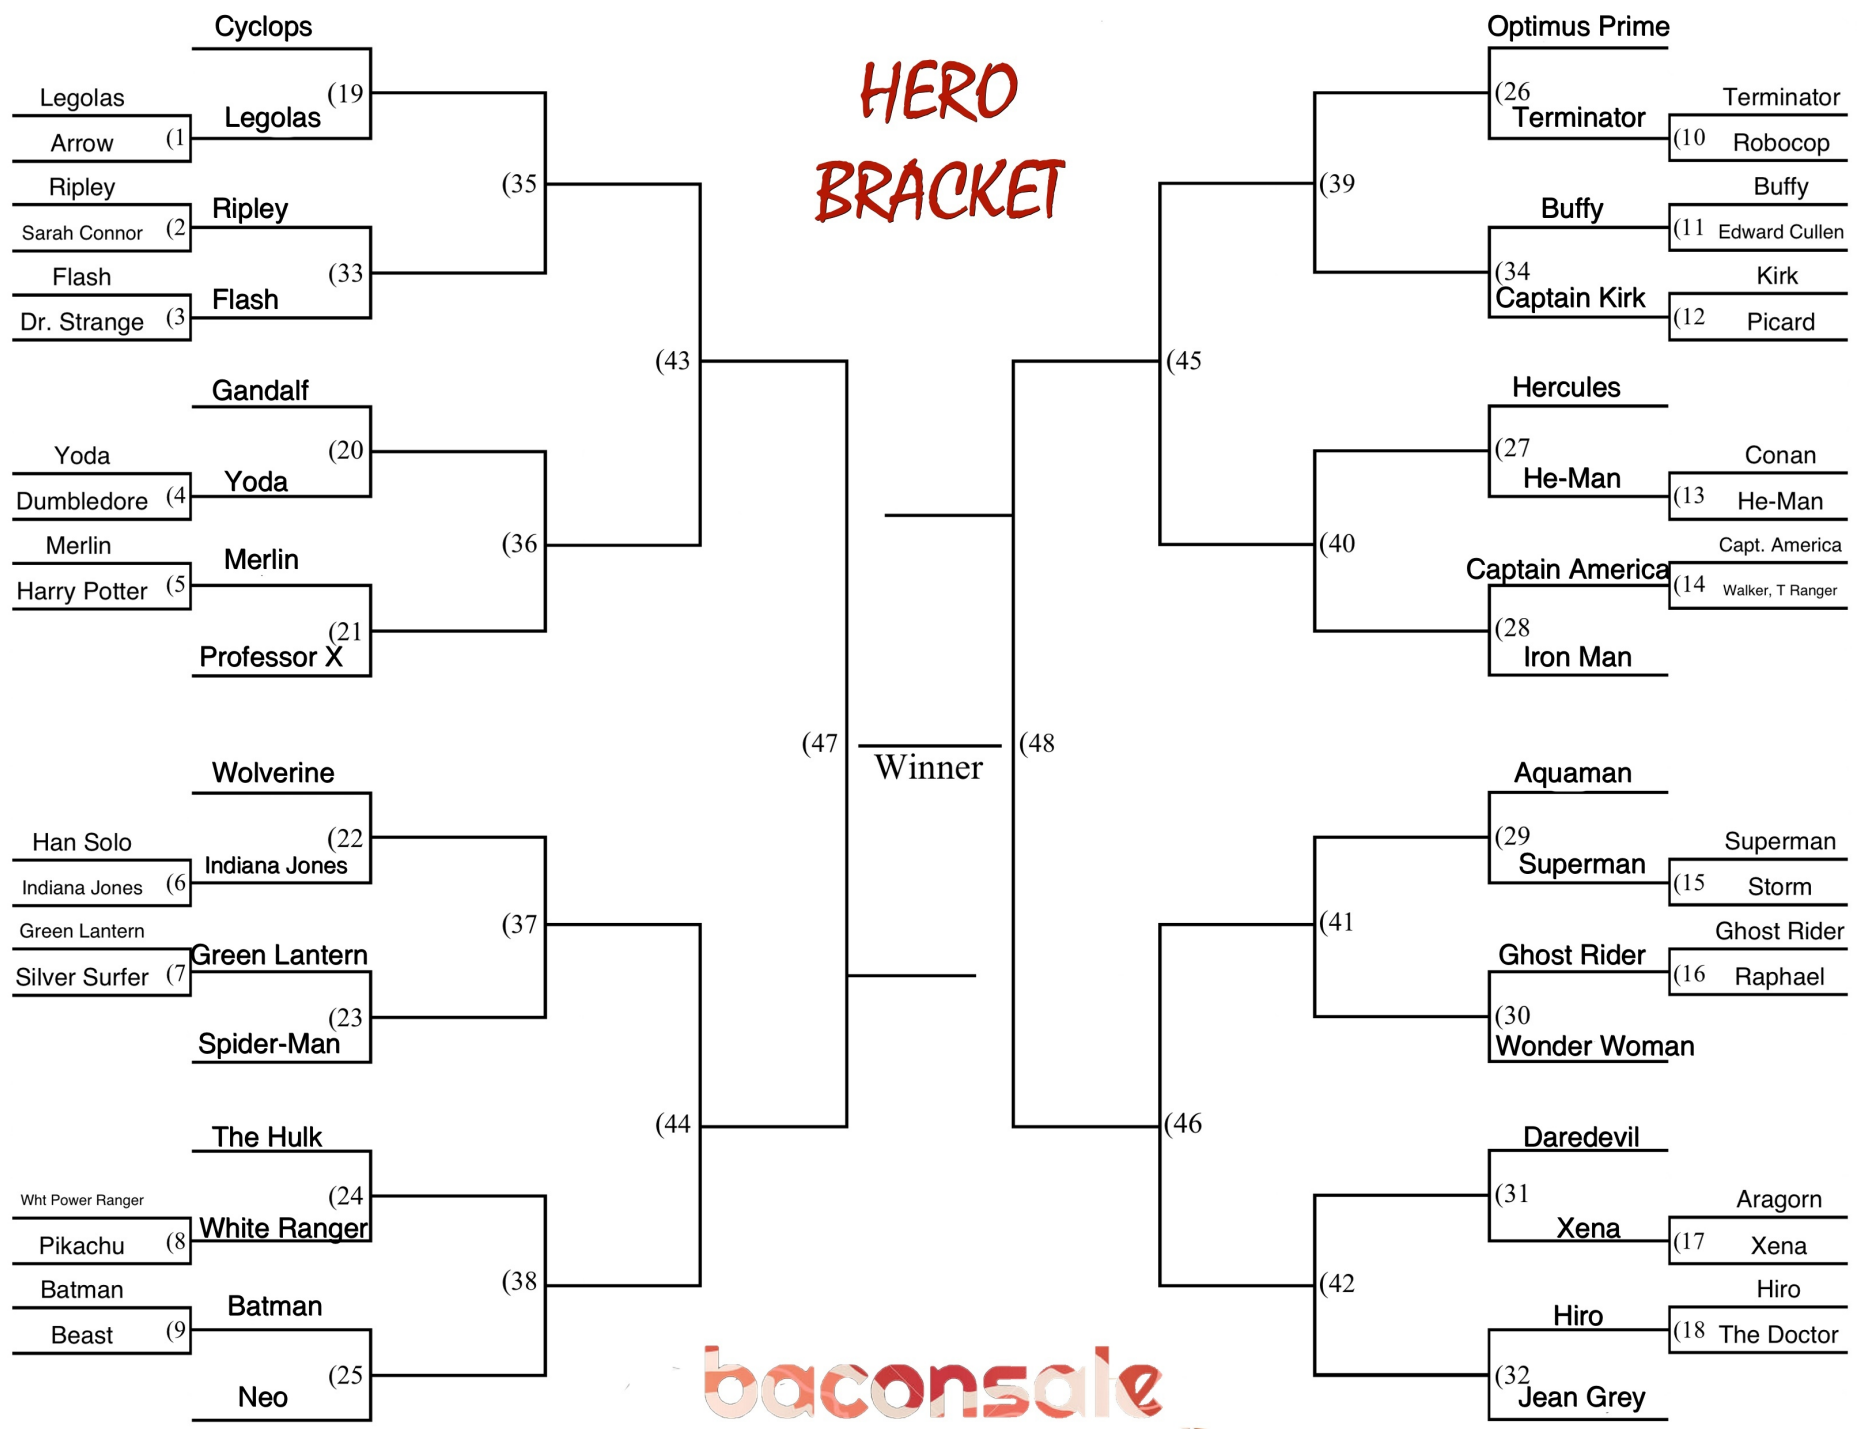 HERO
BRACKET
Cyclops
(19
Legolas
Legolas
Arrow
(1
Ripley
Sarah Connor
(2
Ripley
(33
Flash
Flash
Dr. Strange
(3
(35
Gandalf
(20
Yoda
Yoda
Dumbledore
(4
Merlin
Harry Potter
(5
Merlin
(21
Professor X
(36
(43
Wolverine
(22
Indiana Jones
Han Solo
Indiana Jones
(6
Green Lantern
Silver Surfer
(7
Green Lantern
(23
Spider-Man
(37
The Hulk
(24
White Ranger
Wht Power Ranger
Pikachu
(8
Batman
Beast
(9
Batman
(25
Neo
(38
(44
(47
Winner
(48
Optimus Prime
(26
Terminator
Terminator
(10
Robocop
Buffy
(11
Edward Cullen
Buffy
(34
Captain Kirk
Kirk
(12
Picard
(39
Hercules
(27
He-Man
Conan
(13
He-Man
Capt. America
(14
Walker, T Ranger
Captain America
(28
Iron Man
(40
(45
Aquaman
(29
Superman
Superman
(15
Storm
Ghost Rider
(16
Raphael
Ghost Rider
(30
Wonder Woman
(41
Daredevil
(31
Xena
Aragorn
(17
Xena
Hiro
(18
The Doctor
Hiro
(32
Jean Grey
(42
(46
baconsale